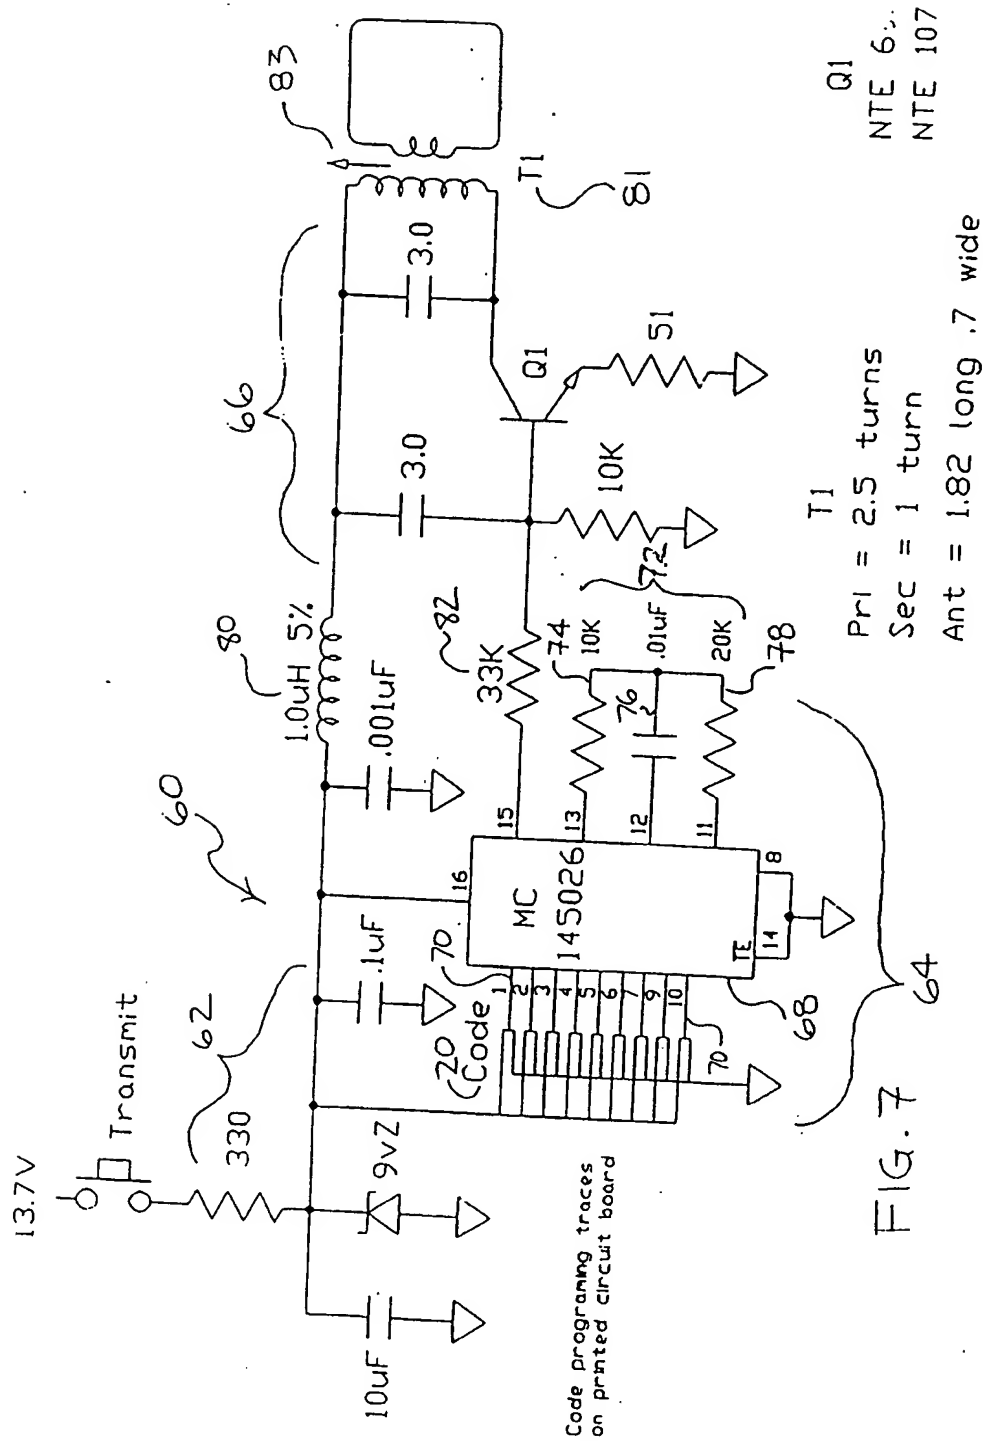 13.7V
Transmit
62
330
9vZ
10uF
.1uF
60
80
1.0uH 5%
.001uF
66
3.0
3.0
83
T1
81
Q1
51
10K
82
33K
72
74
10K
76
.01uF
20K
78
15
13
12
11
16
MC
145026
TE
14
8
70
1
2
3
4
5
6
7
9
10
70
20
Code
68
64
Code programing traces
on printed circuit board
FIG. 7
T1
Pri = 2.5 turns
Sec = 1 turn
Ant = 1.82 long .7 wide
Q1
NTE
NTE 107